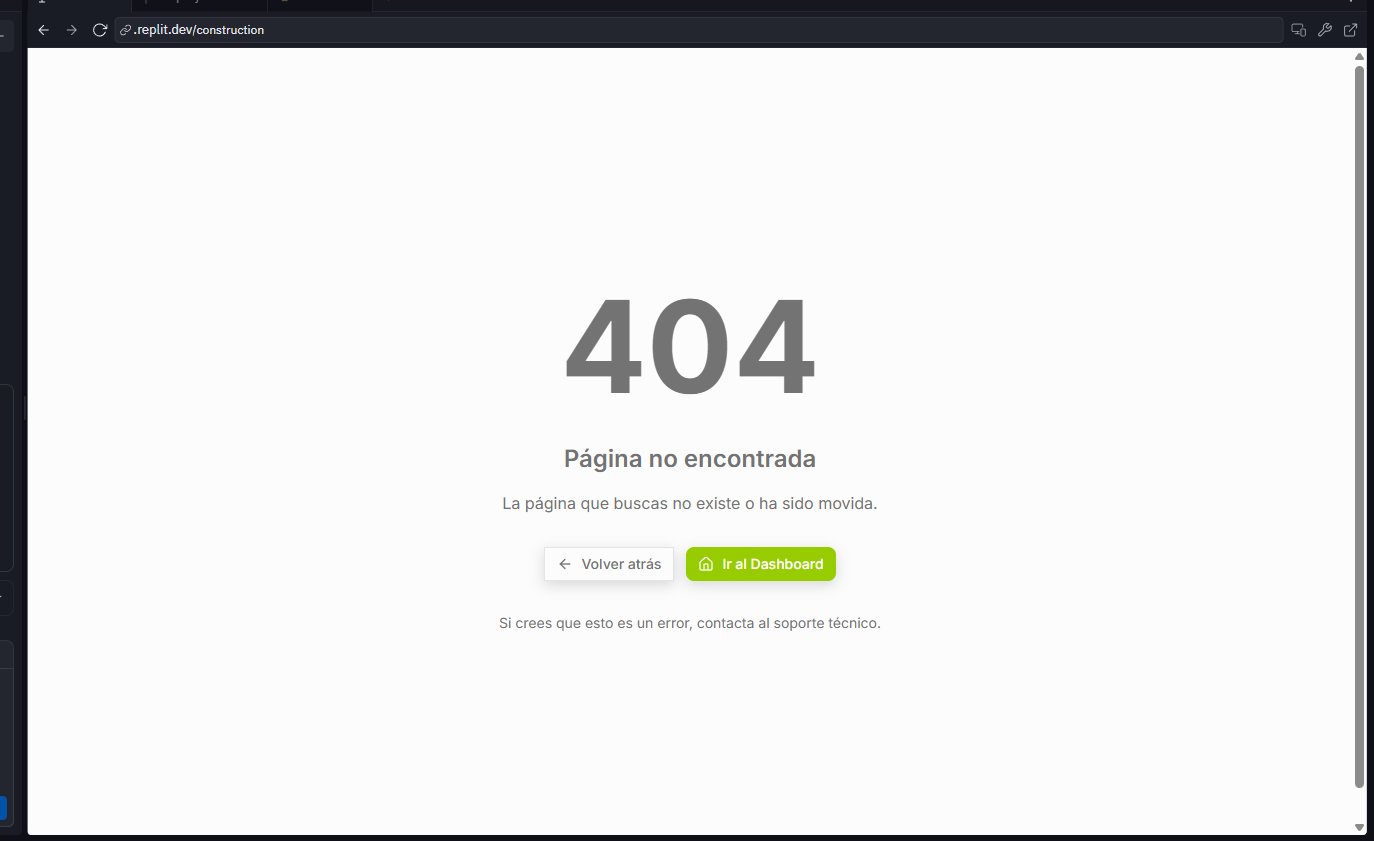 .replit.dev/construction
404
Página no encontrada
La página que buscas no existe o ha sido movida.
Volver atrás
Ir al Dashboard
Si crees que esto es un error, contacta al soporte técnico.